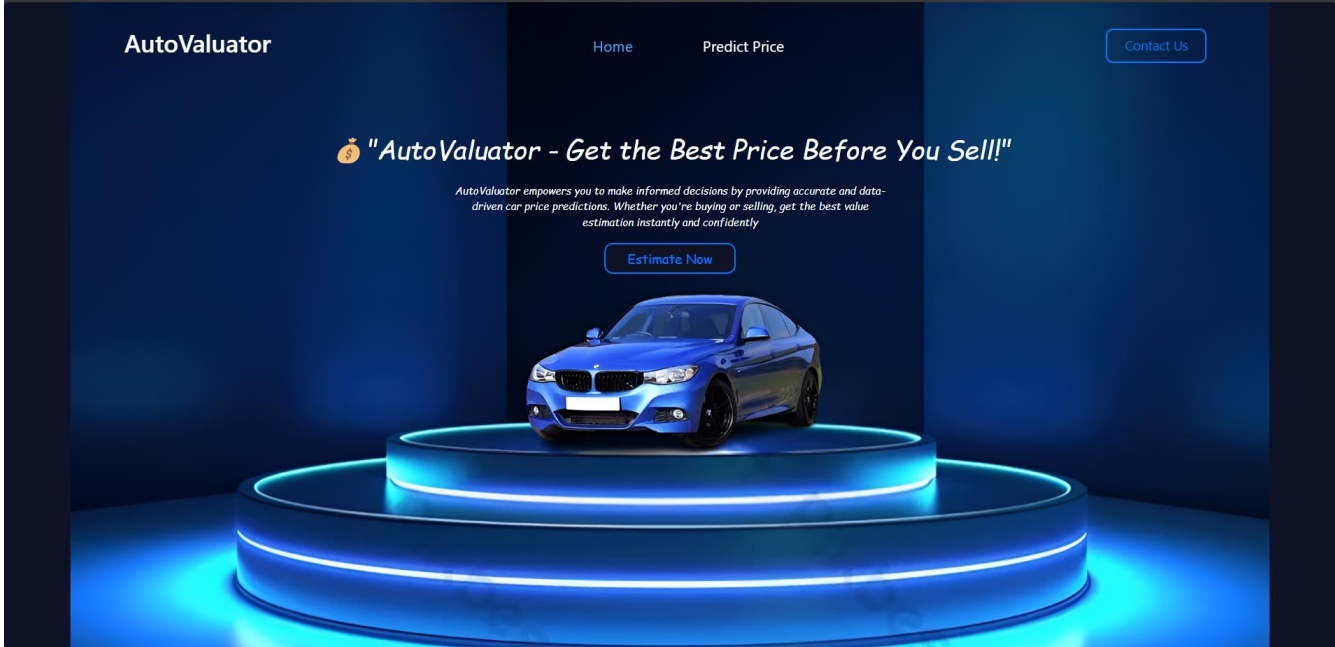 AutoValuator
Home
Predict Price
Contact Us
💰"AutoValuator - Get the Best Price Before You Sell!"
AutoValuator empowers you to make informed decisions by providing accurate and data-
driven car price predictions. Whether you're buying or selling, get the best value
estimation instantly and confidently
Estimate Now